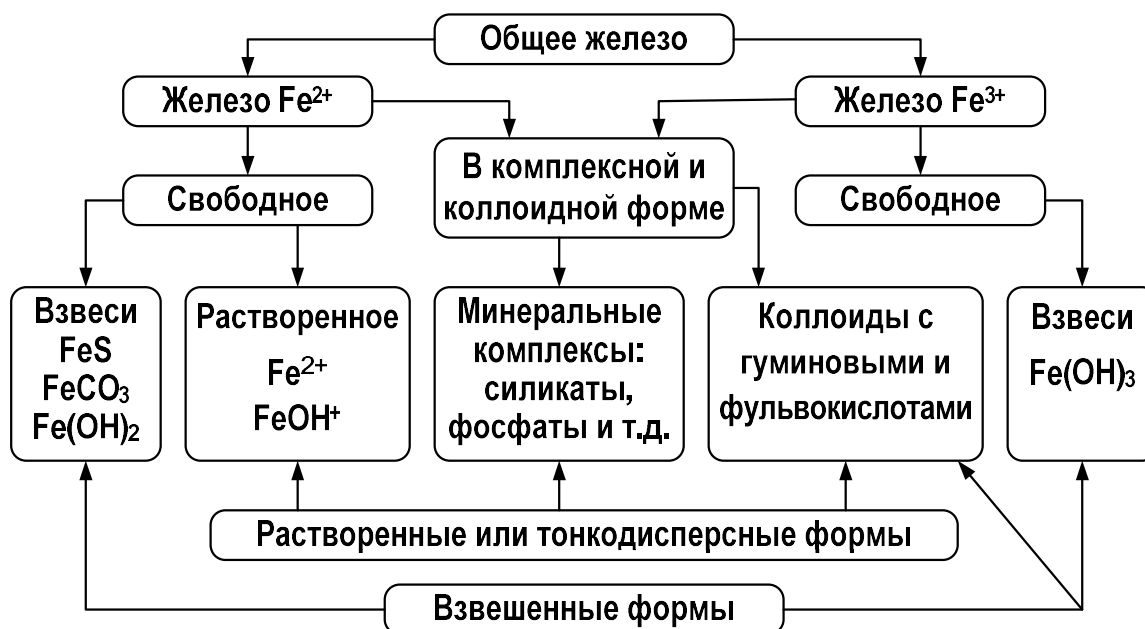 Общее железо
Железо Fe²⁺
Железо Fe³⁺
В комплексной и
коллоидной форме
Свободное
Свободное
Взвеси
FeS
FeCO₃
Fe(OH)₂
Растворенное
Fe²⁺
FeOH⁺
Минеральные
комплексы:
силикаты,
фосфаты и т.д.
Коллоиды с
гуминовыми и
фульвокислотами
Взвеси
Fe(OH)₃
Растворенные или тонкодисперсные формы
Взвешенные формы